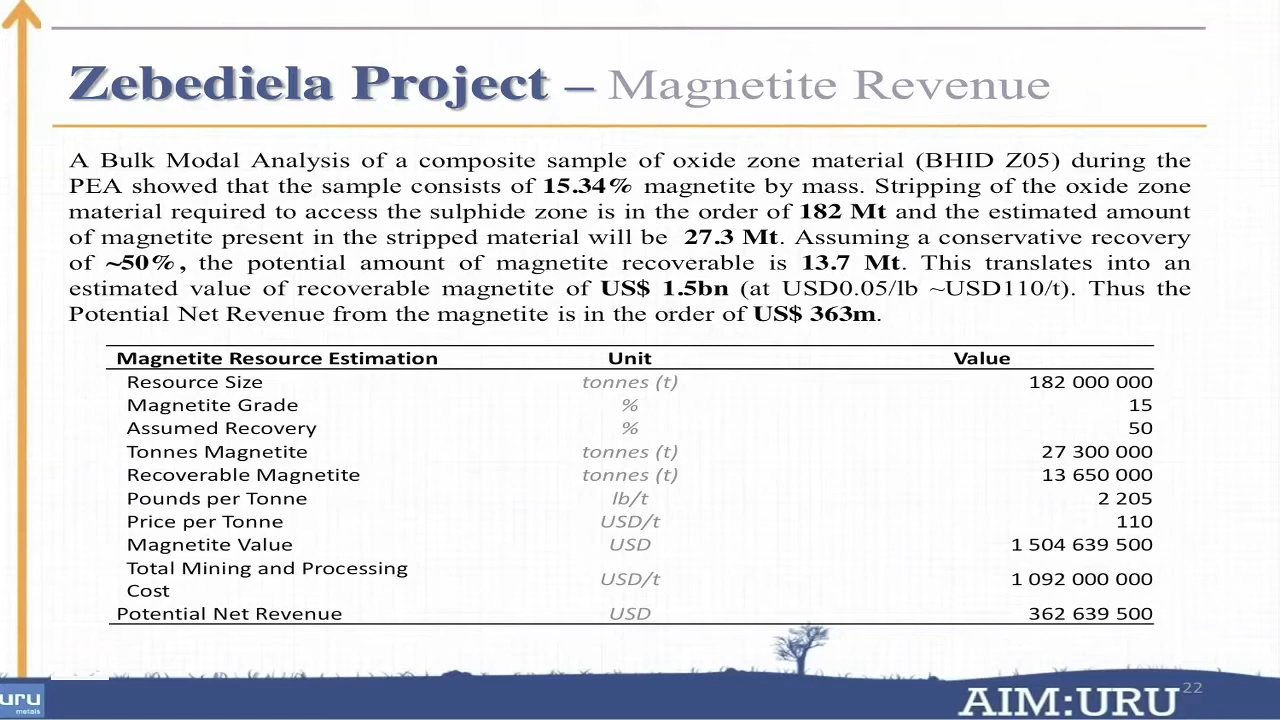 Zebediela Project – Magnetite Revenue
A Bulk Modal Analysis of a composite sample of oxide zone material (BHID Z05) during the
PEA showed that the sample consists of 15.34% magnetite by mass. Stripping of the oxide zone
material required to access the sulphide zone is in the order of 182 Mt and the estimated amount
of magnetite present in the stripped material will be 27.3 Mt. Assuming a conservative recovery
of ~50%, the potential amount of magnetite recoverable is 13.7 Mt. This translates into an
estimated value of recoverable magnetite of US$ 1.5bn (at USD0.05/lb ~USD110/t). Thus the
Potential Net Revenue from the magnetite is in the order of US$ 363m.
Magnetite Resource Estimation Unit Value
Resource Size tonnes (t) 182 000 000
Magnetite Grade % 15
Assumed Recovery % 50
Tonnes Magnetite tonnes (t) 27 300 000
Recoverable Magnetite tonnes (t) 13 650 000
Pounds per Tonne lb/t 2 205
Price per Tonne USD/t 110
Magnetite Value USD 1 504 639 500
Total Mining and Processing
Cost USD/t 1 092 000 000
Potential Net Revenue USD 362 639 500
uru
metals
AIM:URU
22